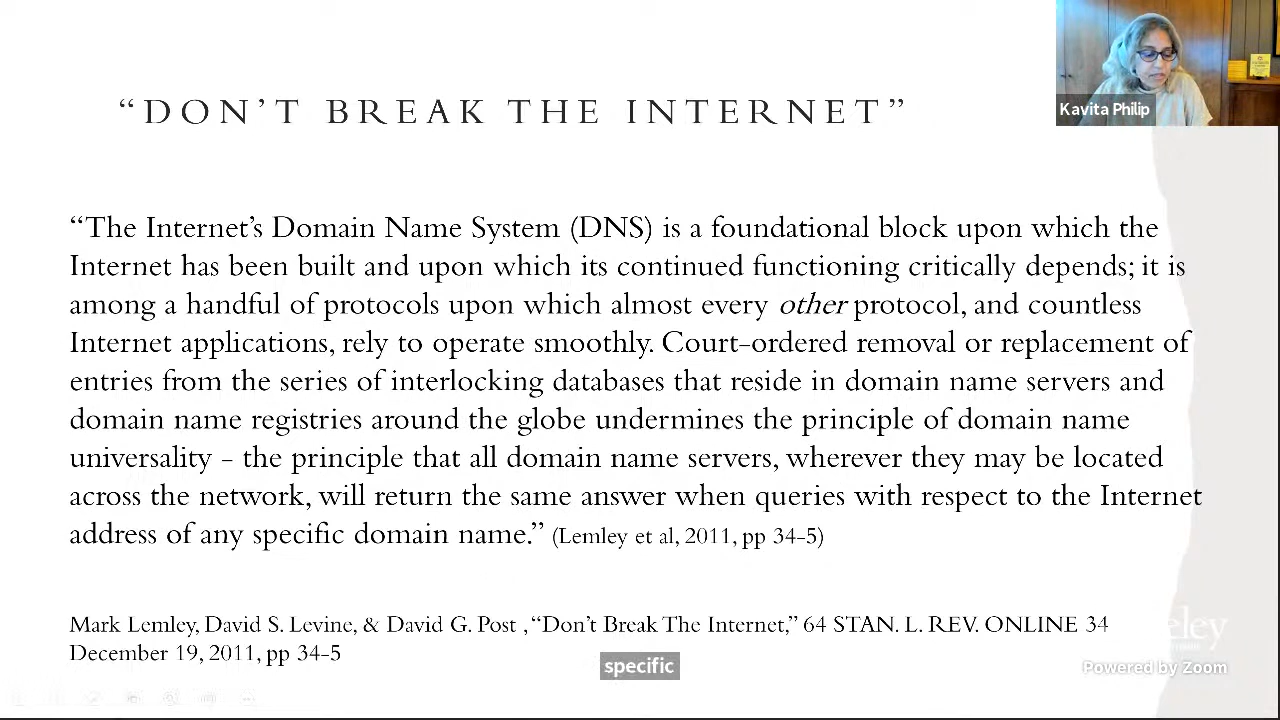 Kavita Philip
“DON’T BREAK THE INTERNET”
“The Internet’s Domain Name System (DNS) is a foundational block upon which the
Internet has been built and upon which its continued functioning critically depends; it is
among a handful of protocols upon which almost every other protocol, and countless
Internet applications, rely to operate smoothly. Court-ordered removal or replacement of
entries from the series of interlocking databases that reside in domain name servers and
domain name registries around the globe undermines the principle of domain name
universality - the principle that all domain name servers, wherever they may be located
across the network, will return the same answer when queries with respect to the Internet
address of any specific domain name.” (Lemley et al, 2011, pp 34-5)
Mark Lemley, David S. Levine, & David G. Post , “Don’t Break The Internet,” 64 STAN. L. REV. ONLINE 34
December 19, 2011, pp 34-5
specific
Powered by Zoom